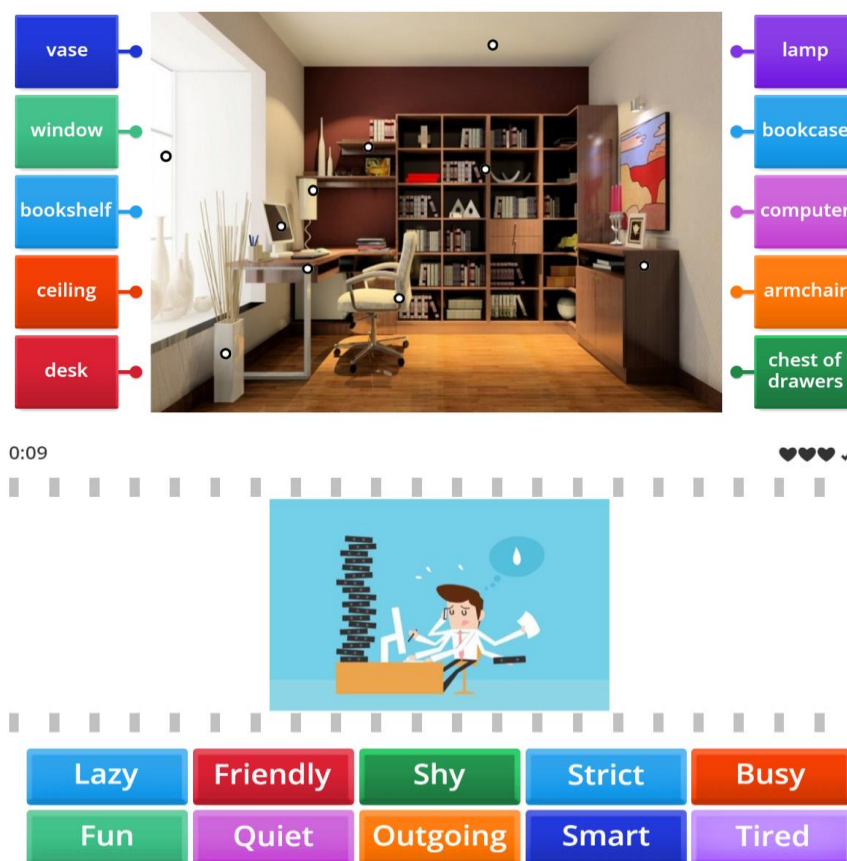 vase
window
bookshelf
ceiling
desk
lamp
bookcase
computer
armchair
chest of
drawers
0:09
Lazy
Friendly
Shy
Strict
Busy
Fun
Quiet
Outgoing
Smart
Tired